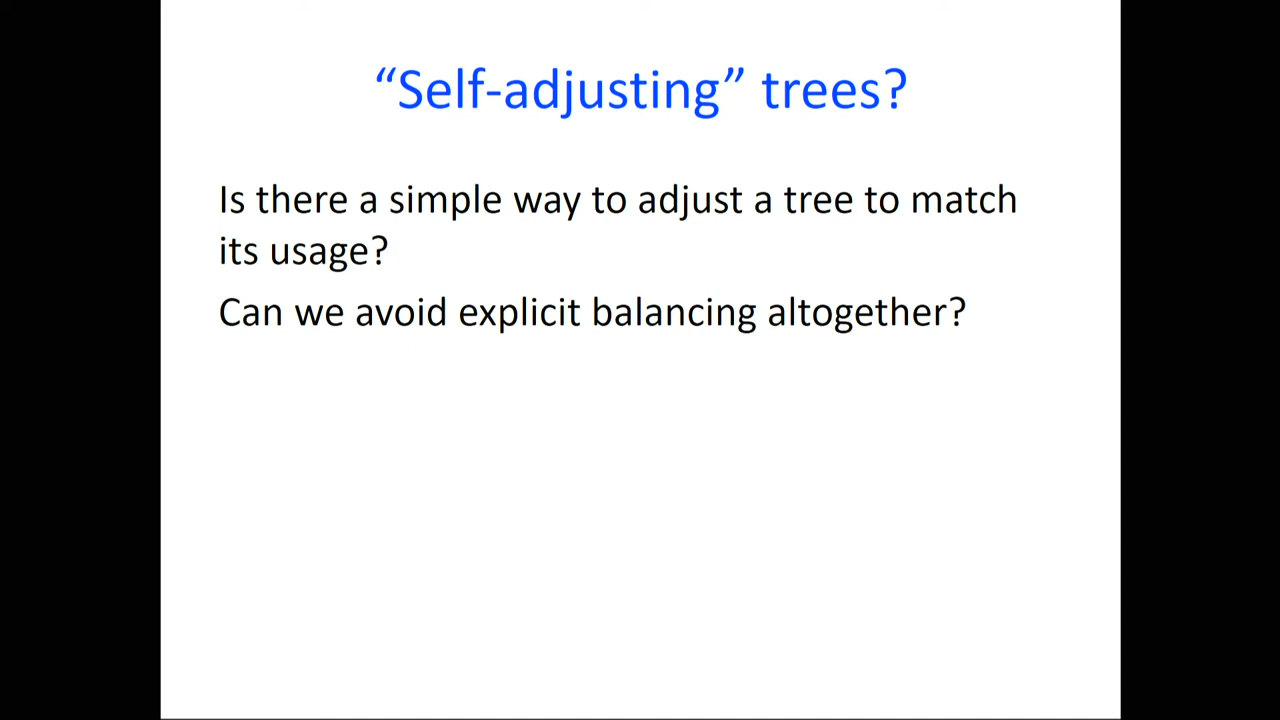 “Self-adjusting” trees?
Is there a simple way to adjust a tree to match
its usage?
Can we avoid explicit balancing altogether?